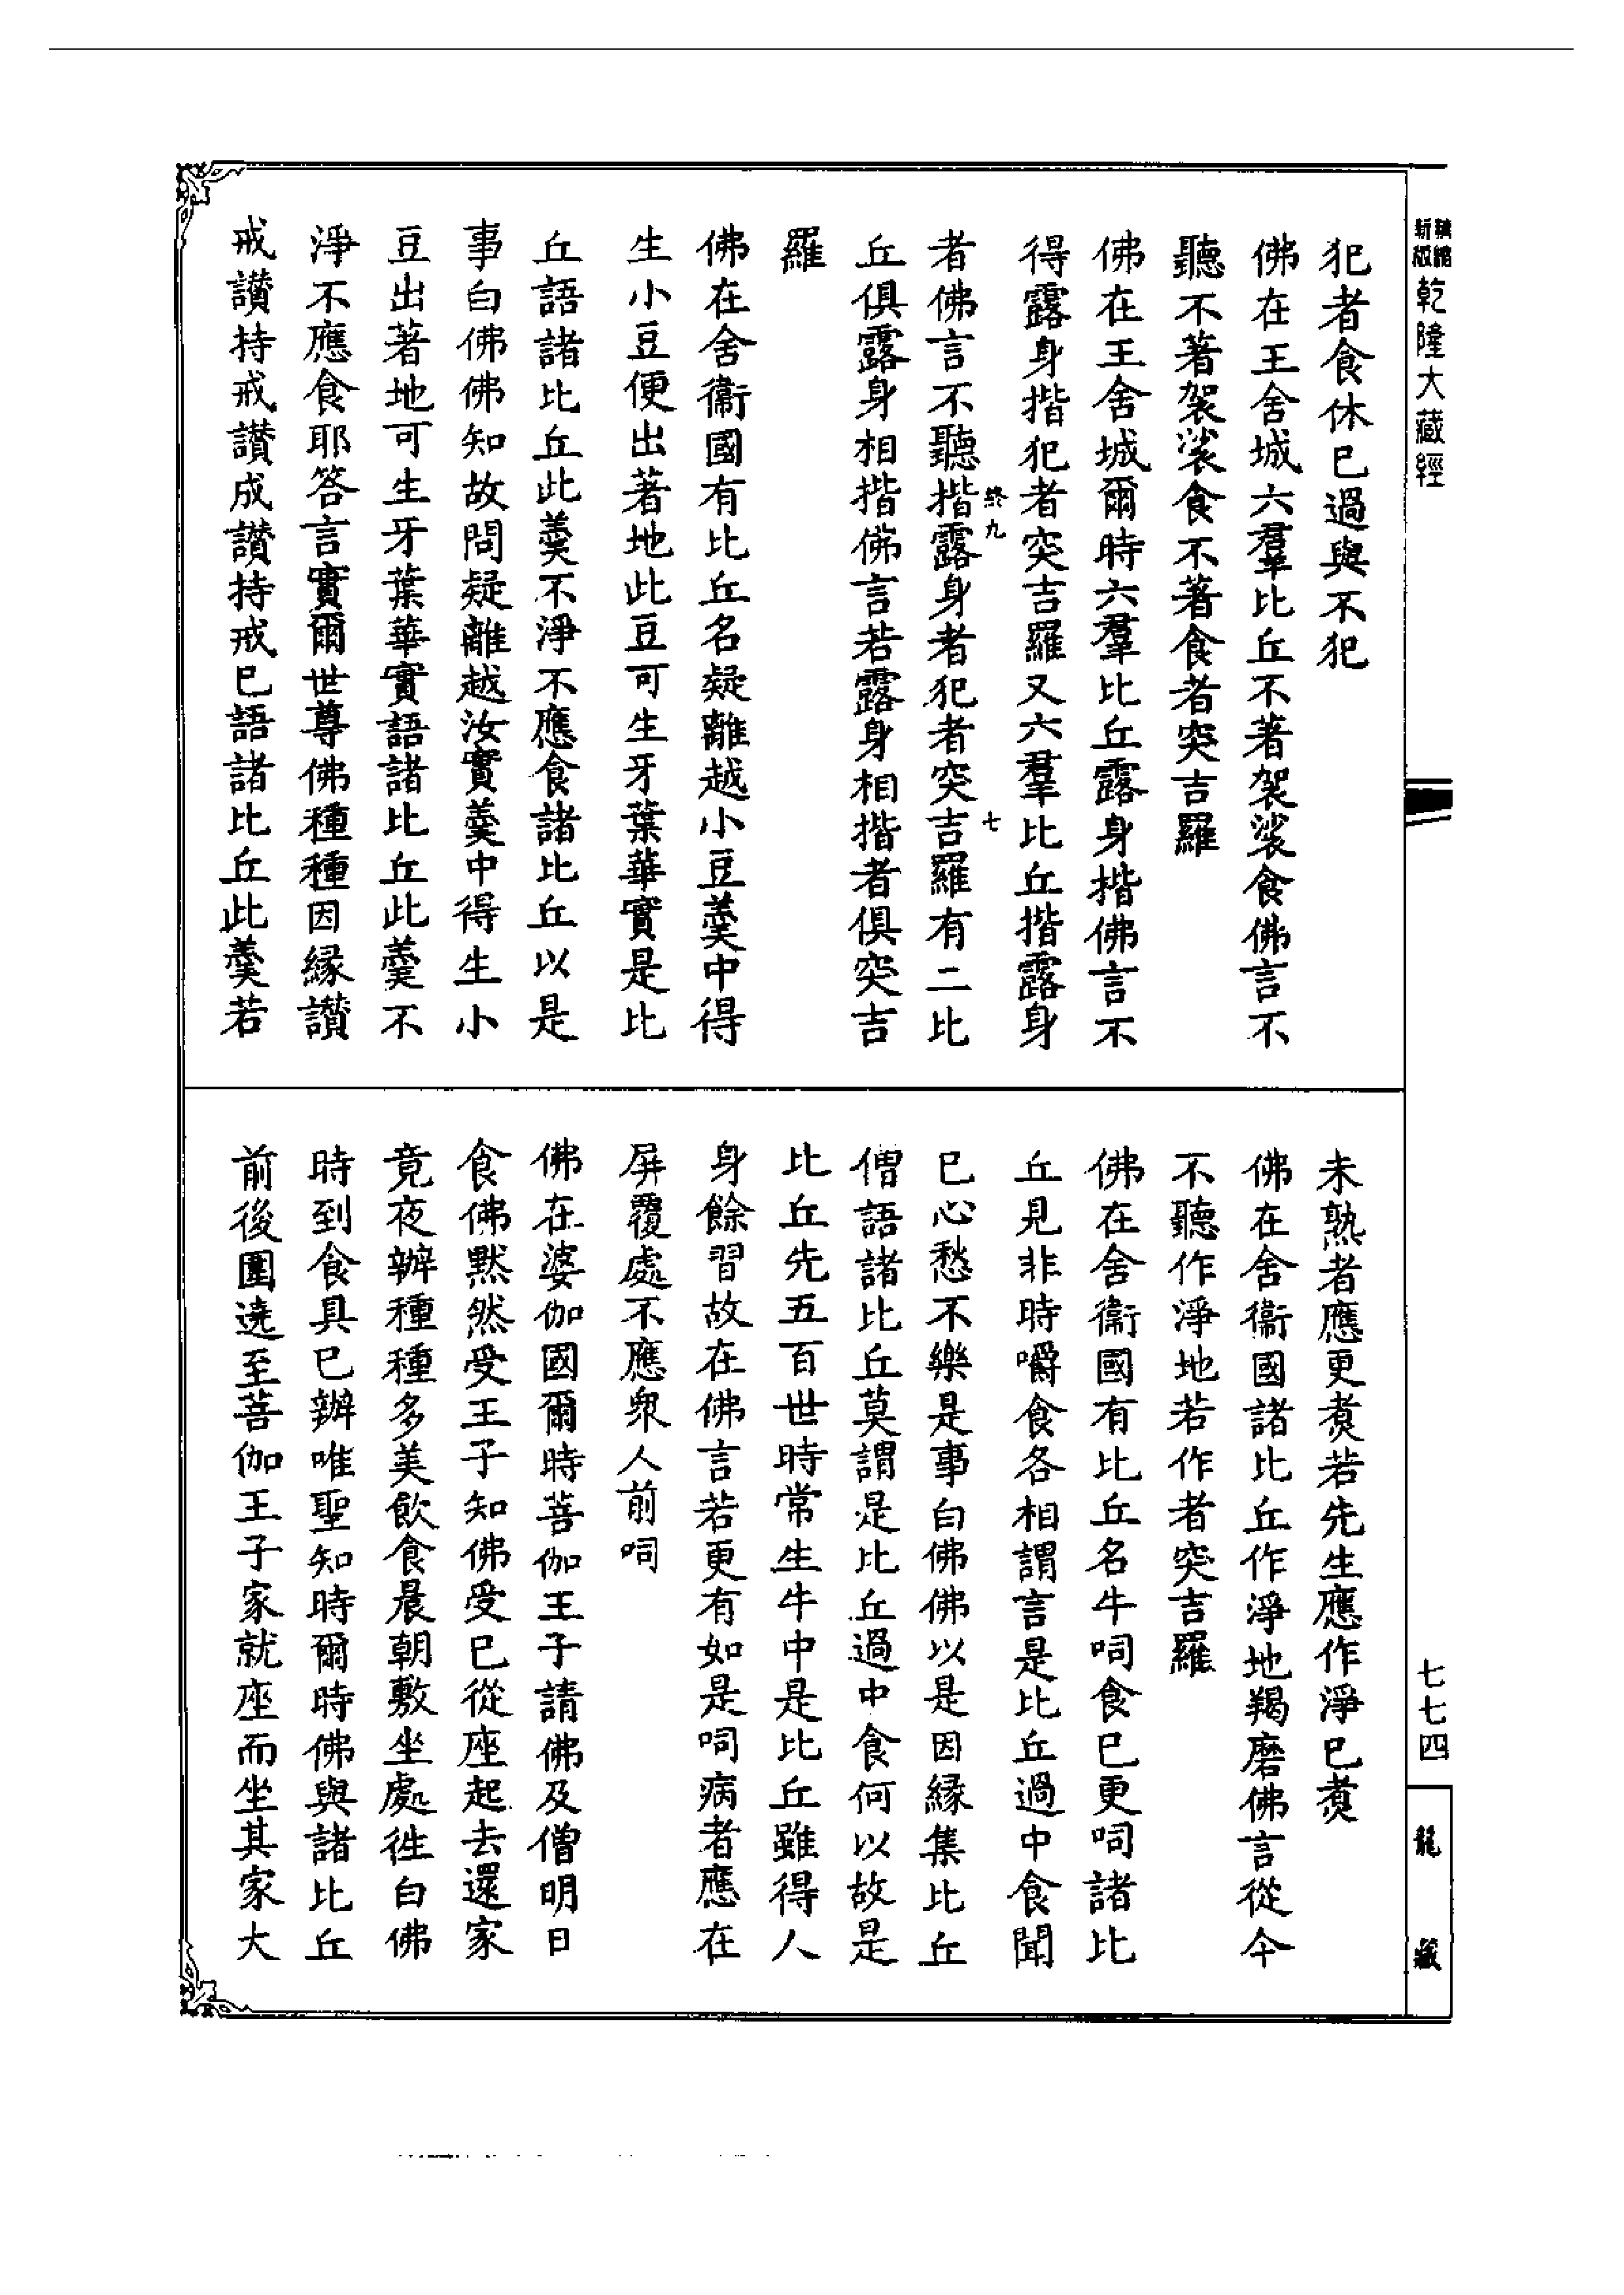 新版精縮乾隆大藏經
犯者食休已過與不犯
佛在王舍城六羣比丘不著袈裟食佛言不
聽不著袈裟食不著食者突吉羅
佛在王舍城爾時六羣比丘露身揩佛言不
得露身揩犯者突吉羅又六羣比丘揩露身
終九 七
者佛言不聽揩露身者犯者突吉羅有二比
丘俱露身相揩佛言若露身相揩者俱突吉
羅
佛在舍衞國有比丘名疑離越小豆羹中得
生小豆便出著地此豆可生牙葉華實是比
丘語諸比丘此羹不淨不應食諸比丘以是
事白佛佛知故問疑離越汝實羹中得生小
豆出著地可生牙葉華實語諸比丘此羹不
淨不應食耶答言實爾世尊佛種種因緣讚
戒讚持戒讚成讚持戒已語諸比丘此羹若
未熟者應更煑若先生應作淨已煑
佛在舍衞國諸比丘作淨地羯磨佛言從今
不聽作淨地若作者突吉羅
佛在舍衞國有比丘名牛呞食已更呞諸比
丘見非時嚼食各相謂言是比丘過中食聞
已心愁不樂是事白佛佛以是因緣集比丘
僧語諸比丘莫謂是比丘過中食何以故是
比丘先五百世時常生牛中是比丘雖得人
身餘習故在佛言若更有如是呞病者應在
屏覆處不應衆人前呞
佛在婆伽國爾時菩伽王子請佛及僧明日
食佛黙然受王子知佛受已從座起去還家
竟夜辦種種多美飲食晨朝敷坐處徃白佛
時到食具已辦唯聖知時爾時佛與諸比丘
前後圍遶至菩伽王子家就座而坐其家大
七七四
龍藏